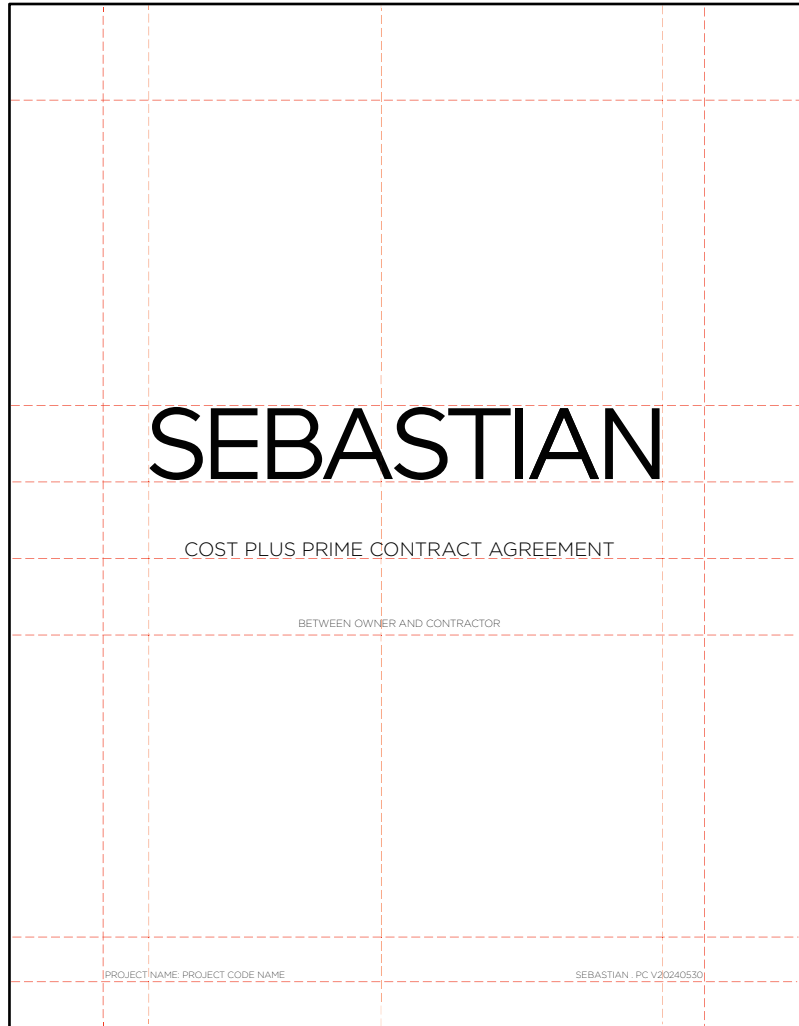 SEBASTIAN
COST PLUS PRIME CONTRACT AGREEMENT
BETWEEN OWNER AND CONTRACTOR
PROJECT NAME: PROJECT CODE NAME
SEBASTIAN . PC V20240530